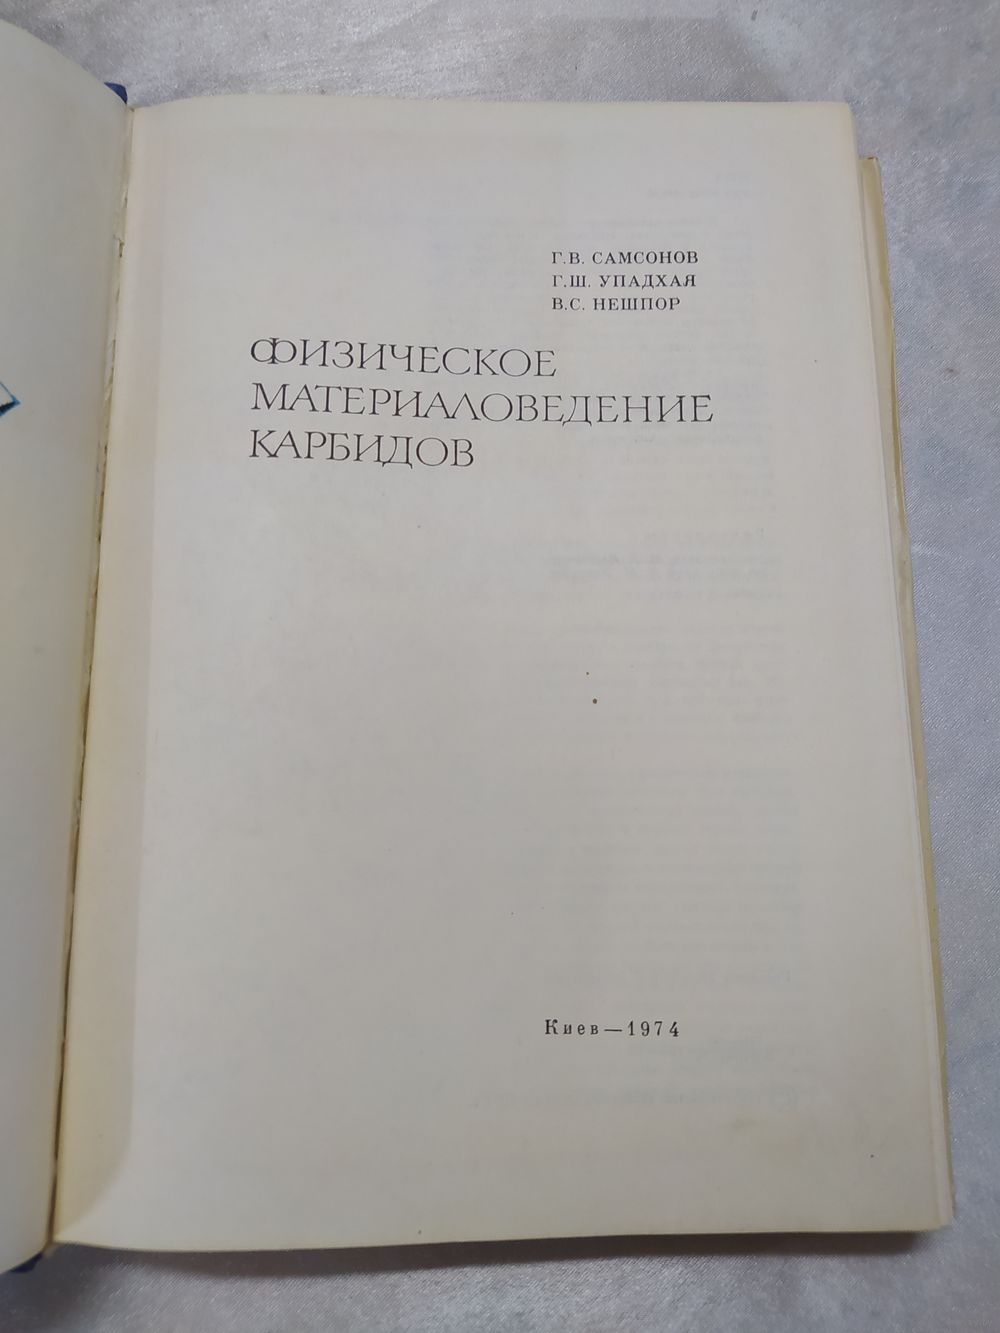 Г.В. САМСОНОВ
Г.Ш. УПАДХАЯ
В.С. НЕШПОР
ФИЗИЧЕСКОЕ
МАТЕРИАЛОВЕДЕНИЕ
КАРБИДОВ
Киев—1974